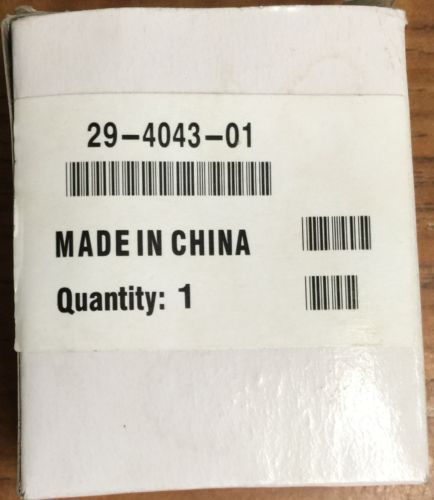 29-4043-01
MADE IN CHINA
Quantity: 1